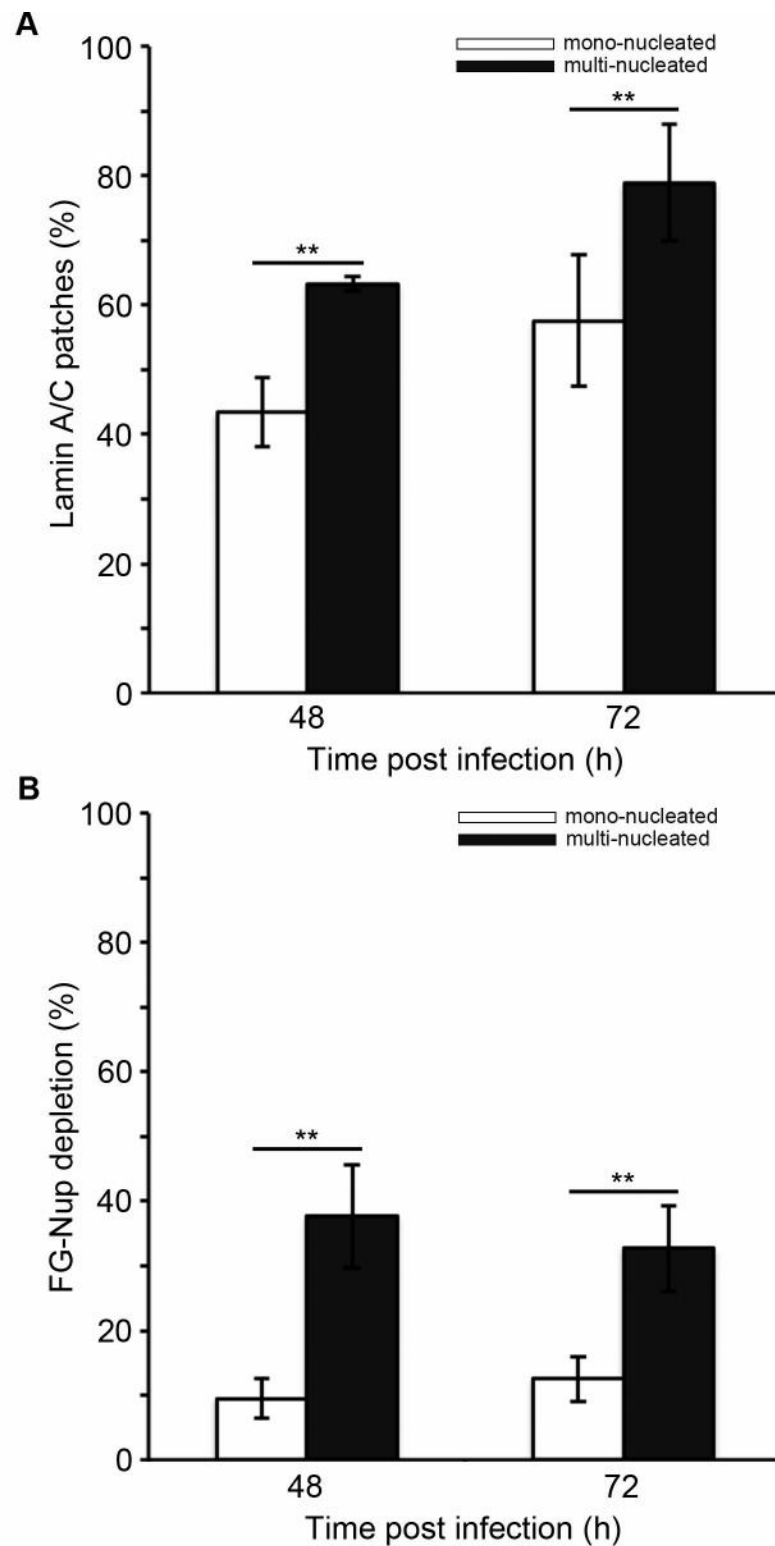 A
100
mono-nucleated
multi-nucleated
**
80
**
60
40
20
0
Lamin A/C patches (%)
48
72
Time post infection (h)
B
100
mono-nucleated
multi-nucleated
80
60
**
**
40
20
0
FG-Nup depletion (%)
48
72
Time post infection (h)